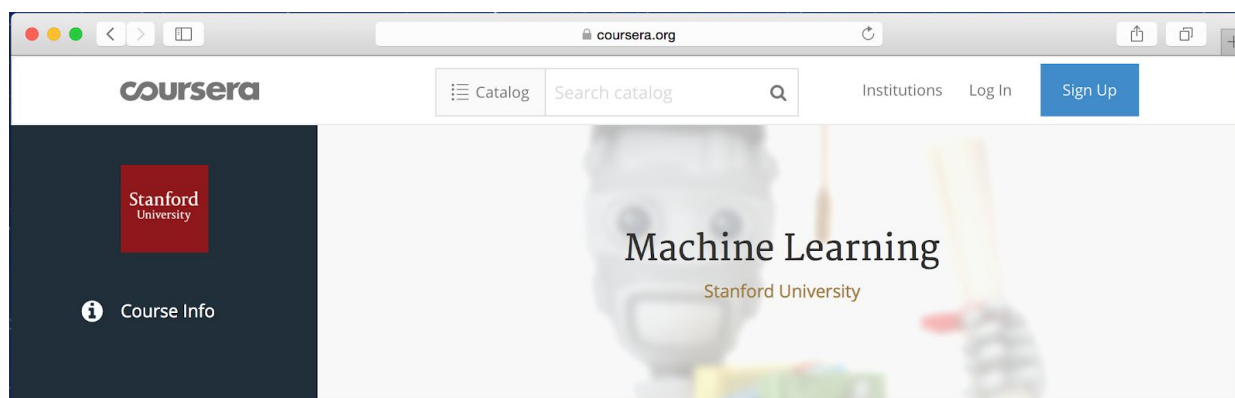 coursera.org
coursera
Catalog
Search catalog
Institutions
Log In
Sign Up
Stanford
University
Machine Learning
Stanford University
Course Info